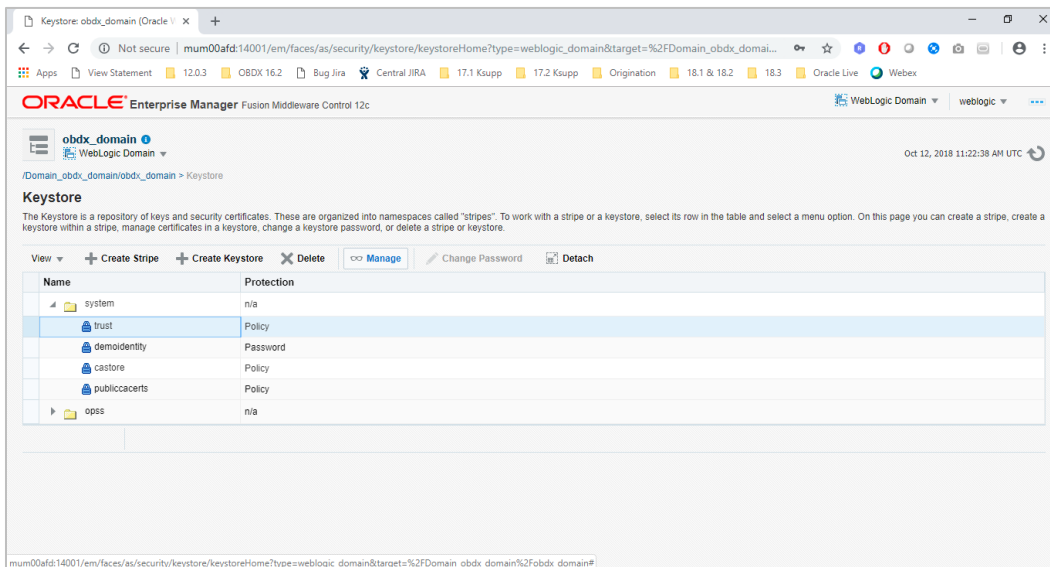 Keystore: obdx_domain (Oracle W
Not secure | mum00afd:14001/em/faces/as/security/keystore/keystoreHome?type=weblogic_domain&target=%2FDomain_obdx_domai...
Apps View Statement 12.0.3 OBDX 16.2 Bug Jira Central JIRA 17.1 Ksupp 17.2 Ksupp Origination 18.1 & 18.2 18.3 Oracle Live Webex
ORACLE Enterprise Manager Fusion Middleware Control 12c WebLogic Domain weblogic
obdx_domain
WebLogic Domain
Oct 12, 2018 11:22:38 AM UTC
/Domain_obdx_domain/obdx_domain > Keystore
Keystore
The Keystore is a repository of keys and security certificates. These are organized into namespaces called "stripes". To work with a stripe or a keystore, select its row in the table and select a menu option. On this page you can create a stripe, create a
keystore within a stripe, manage certificates in a keystore, change a keystore password, or delete a stripe or keystore.
View Create Stripe Create Keystore Delete Manage Change Password Detach
Name Protection
system n/a
trust Policy
demoidentity Password
castore Policy
publiccacerts Policy
opss n/a
mum00afd:14001/em/faces/as/security/keystore/keystoreHome?type=weblogic_domain&target=%2FDomain_obdx_domain%2Fobdx_domain#